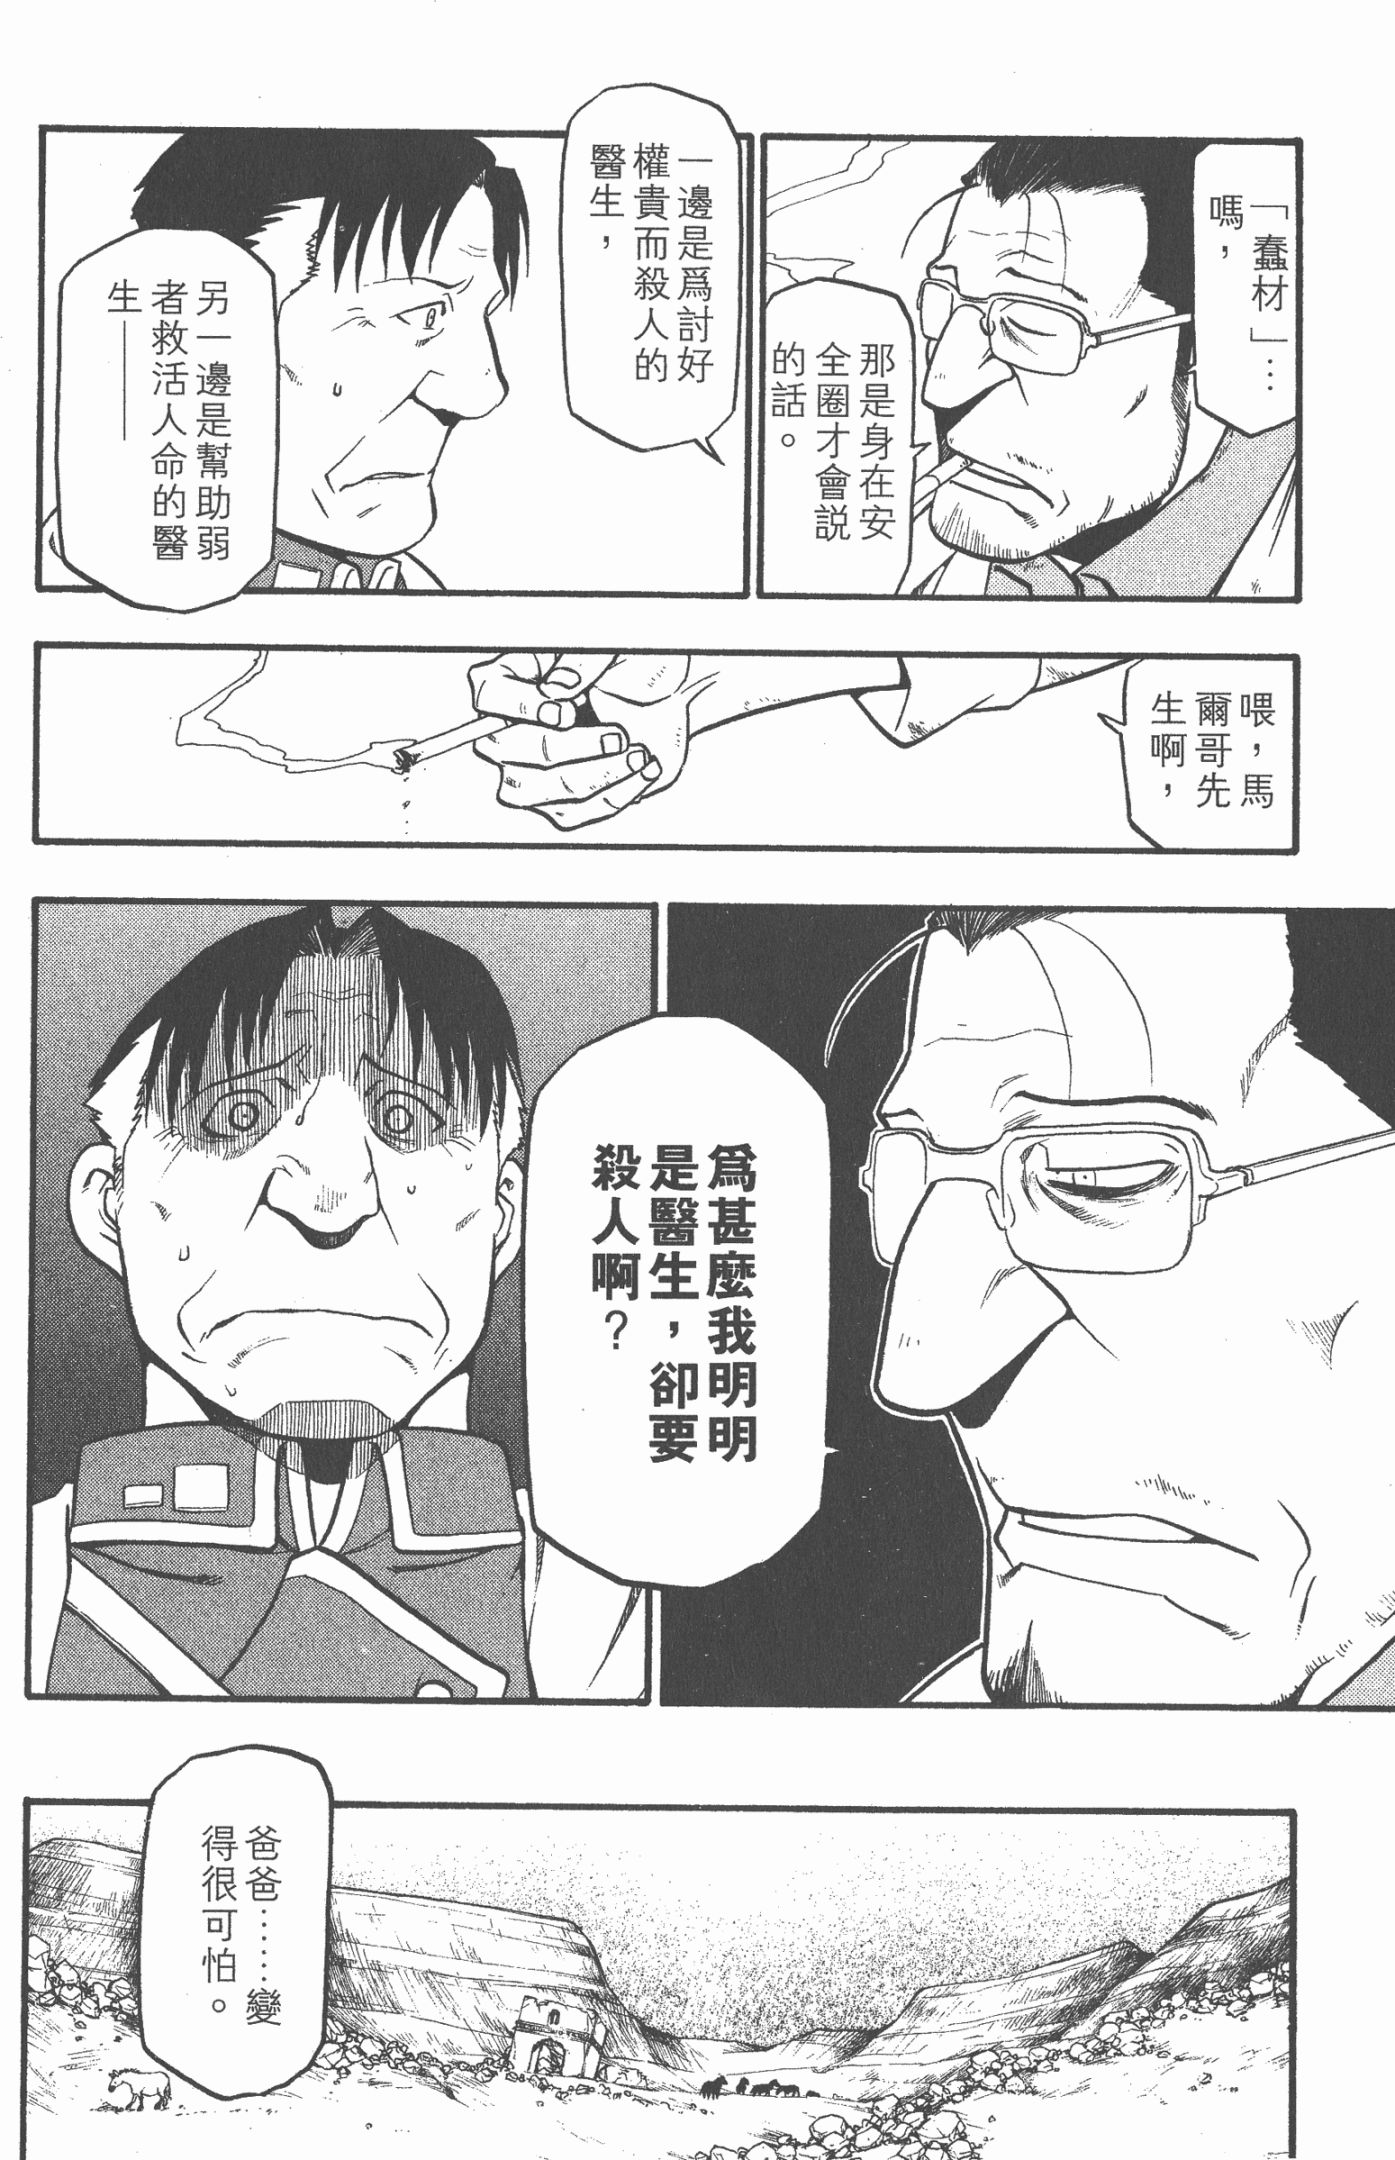 「蠢材」…
嗎，
那是身在安
全圈才會説
的話。
一邊是爲討好
權貴而殺人的
醫生，
另一邊是幫助弱
者救活人命的醫
生——
喂，馬
爾哥先
生啊，
爲甚麼我明明
是醫生，卻要
殺人啊？
爸爸……變
得很可怕。